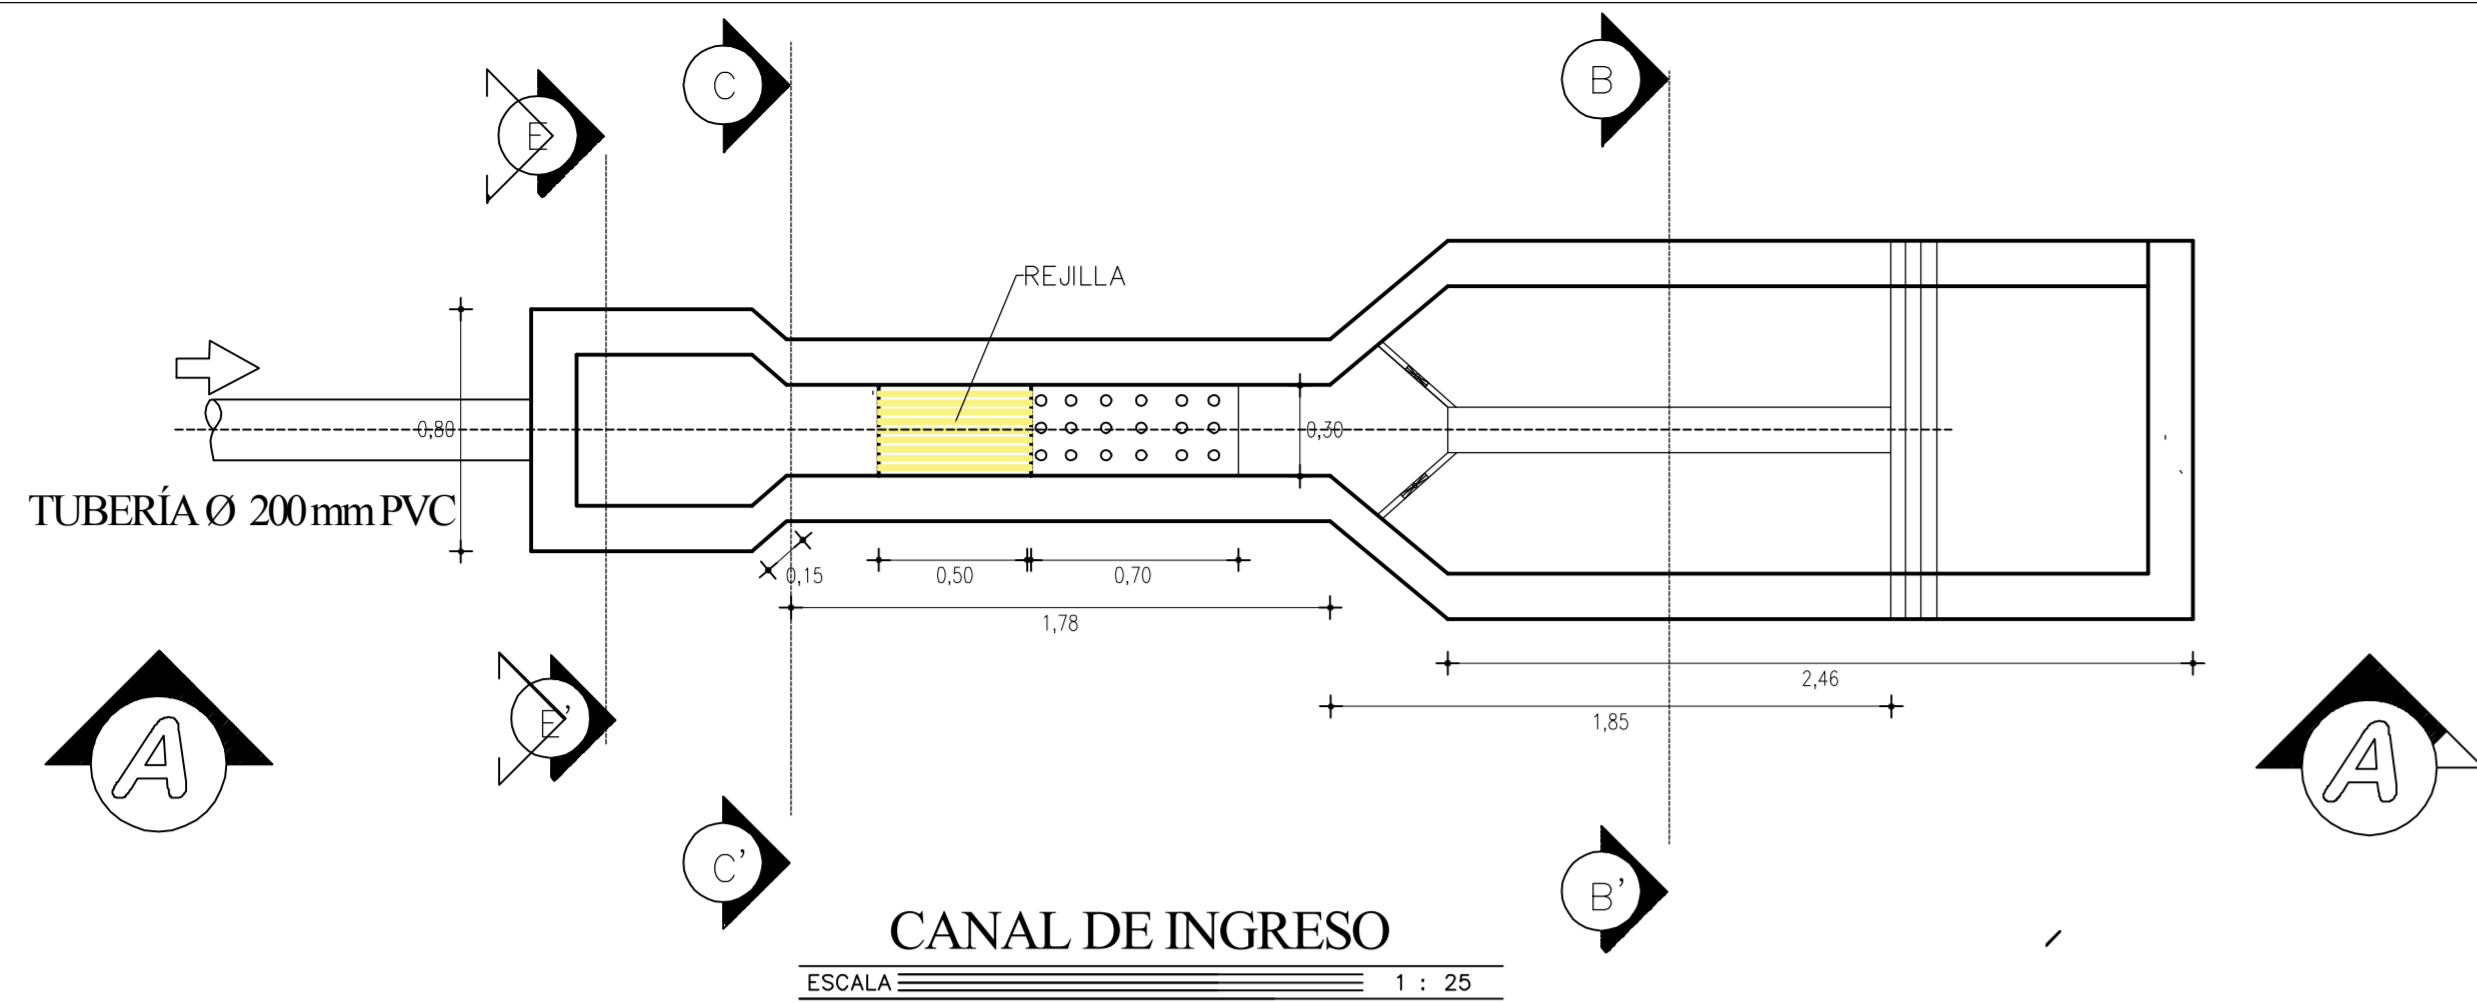 C
B
E
REJILLA
0,80
0,30
TUBERÍA Ø 200 mm PVC
0,15
0,50
0,70
1,78
2,46
1,85
E'
A
A
C'
B'
CANAL DE INGRESO
ESCALA 1 : 25